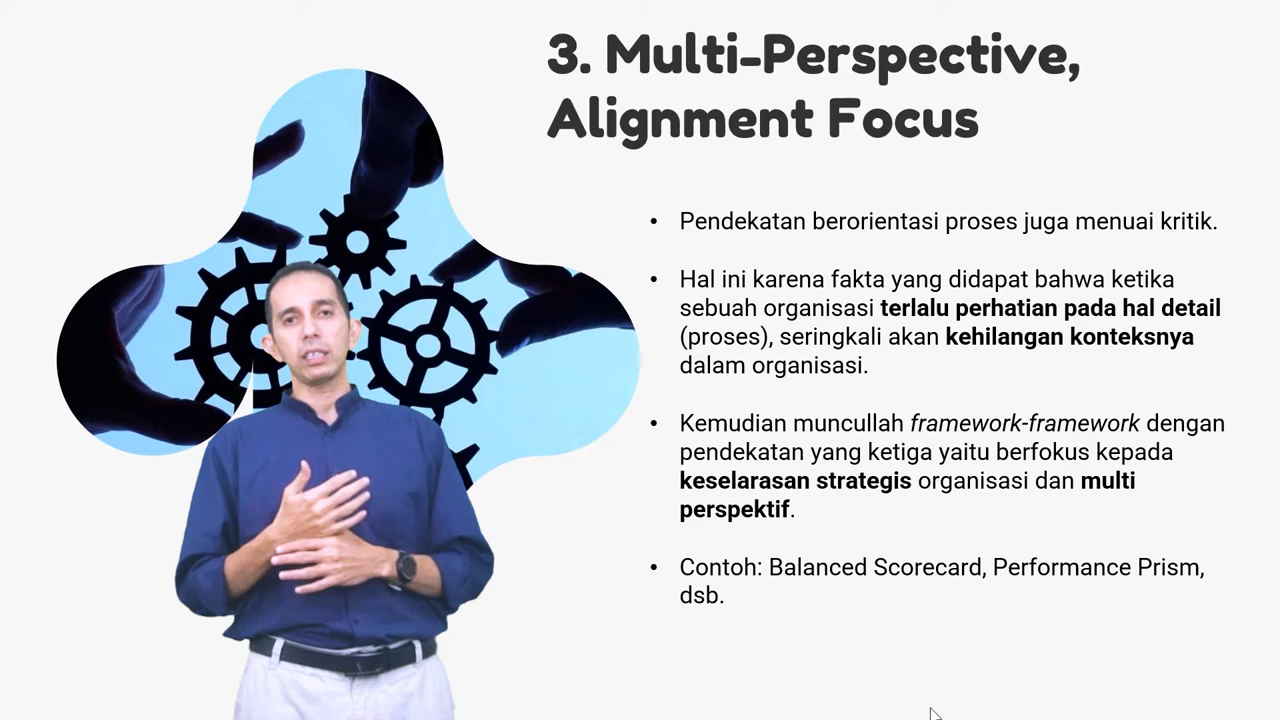 3. Multi-Perspective,
Alignment Focus
• Pendekatan berorientasi proses juga menuai kritik.
• Hal ini karena fakta yang didapat bahwa ketika
sebuah organisasi terlalu perhatian pada hal detail
(proses), seringkali akan kehilangan konteksnya
dalam organisasi.
• Kemudian muncullah framework-framework dengan
pendekatan yang ketiga yaitu berfokus kepada
keselarasan strategis organisasi dan multi
perspektif.
• Contoh: Balanced Scorecard, Performance Prism,
dsb.